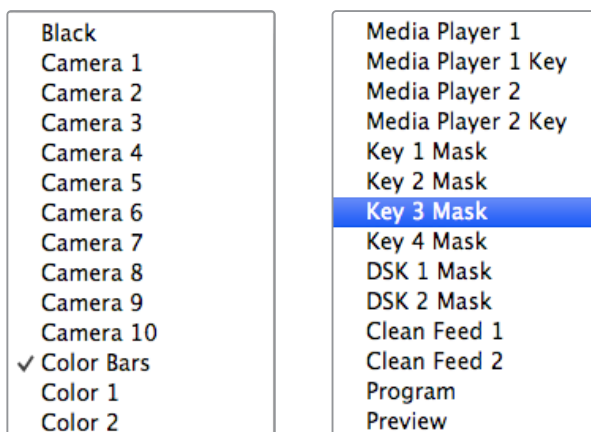 Black
Camera 1
Camera 2
Camera 3
Camera 4
Camera 5
Camera 6
Camera 7
Camera 8
Camera 9
Camera 10
✓ Color Bars
Color 1
Color 2
Media Player 1
Media Player 1 Key
Media Player 2
Media Player 2 Key
Key 1 Mask
Key 2 Mask
Key 3 Mask
Key 4 Mask
DSK 1 Mask
DSK 2 Mask
Clean Feed 1
Clean Feed 2
Program
Preview